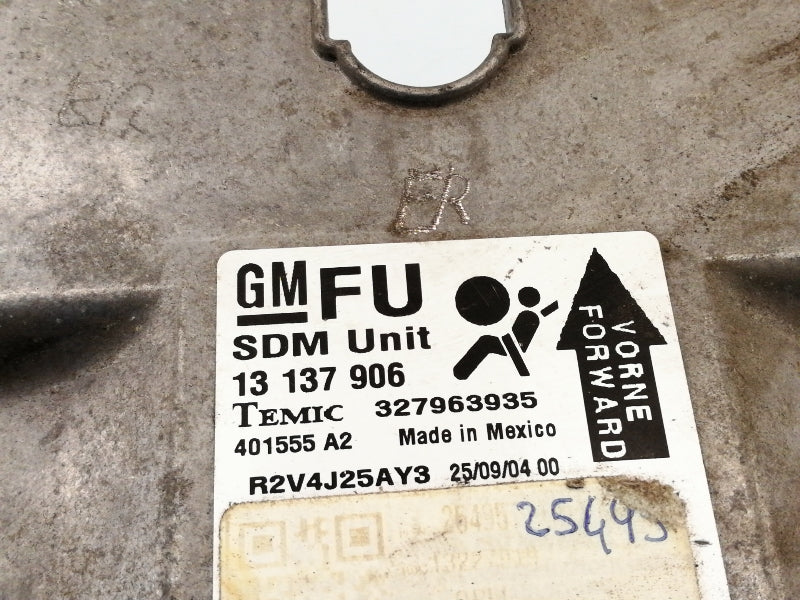 ER
ER
GM FU
SDM Unit
13 137 906
TEMIC 327963935
401555 A2 Made in Mexico
R2V4J25AY3 25/09/04 00
VORNE
FORWARD
25495